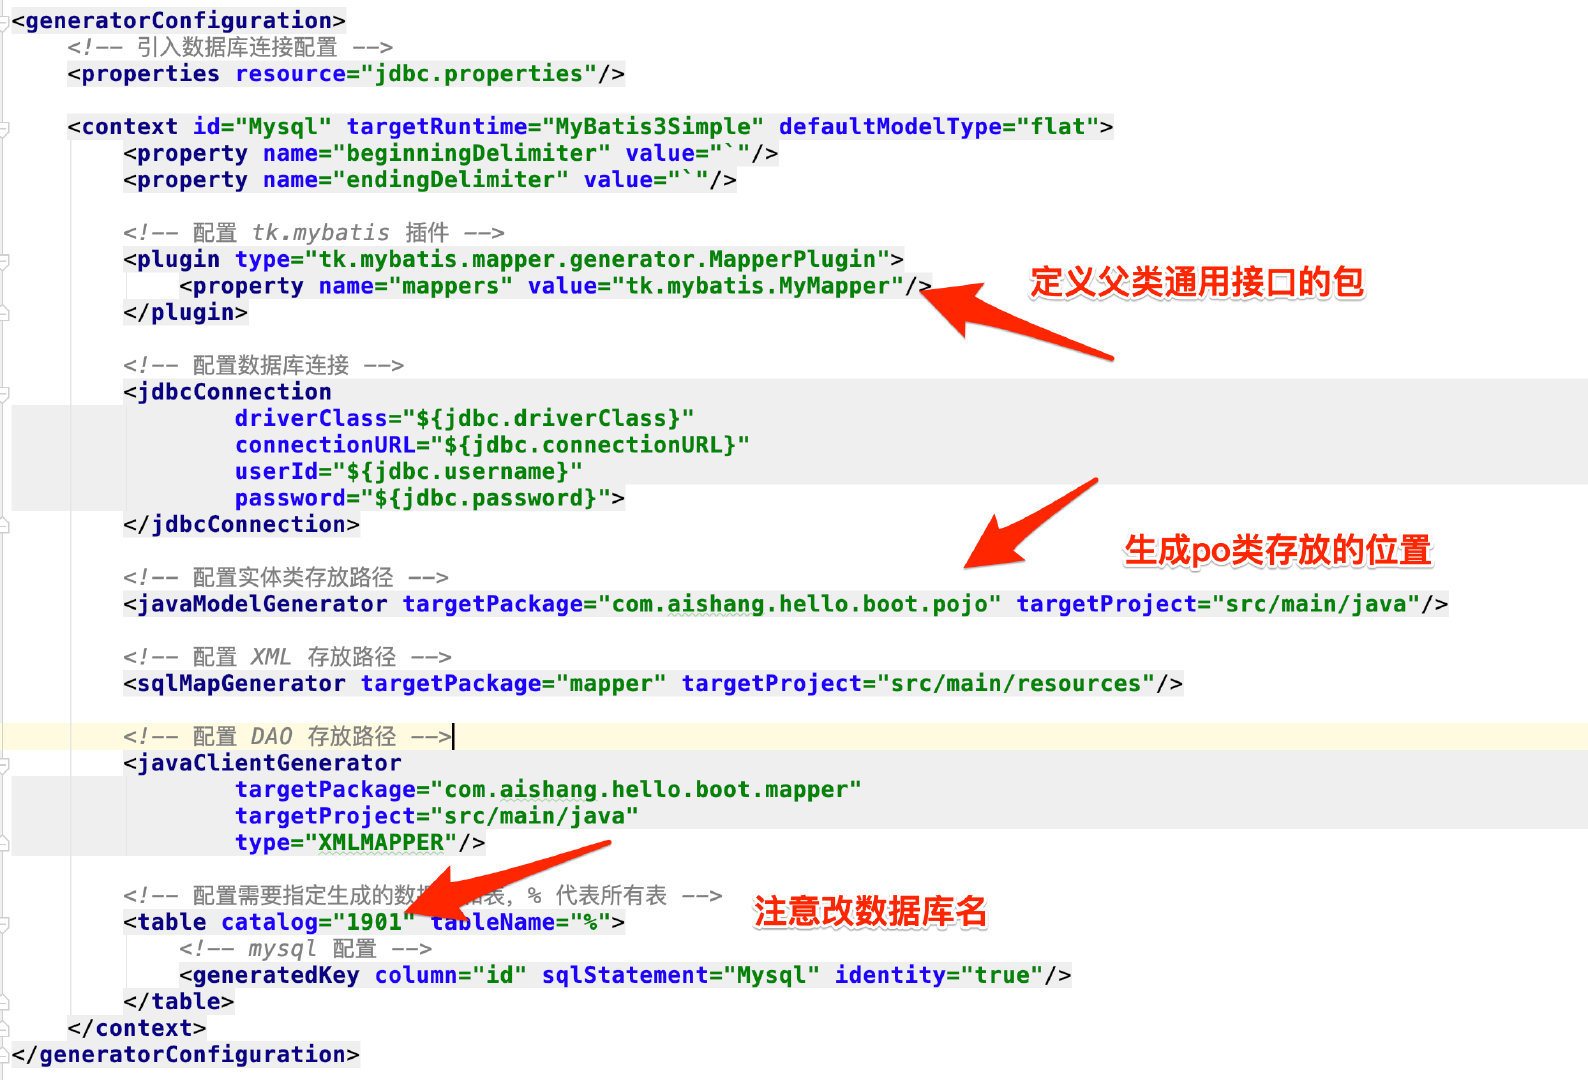 <generatorConfiguration>
<!-- 引入数据库连接配置 -->
<properties resource="jdbc.properties"/>
<context id="Mysql" targetRuntime="MyBatis3Simple" defaultModelType="flat">
<property name="beginningDelimiter" value="`"/>
<property name="endingDelimiter" value="`"/>
<!-- 配置 tk.mybatis 插件 -->
<plugin type="tk.mybatis.mapper.generator.MapperPlugin">
<property name="mappers" value="tk.mybatis.MyMapper"/>
定义父类通用接口的包
</plugin>
<!-- 配置数据库连接 -->
<jdbcConnection
driverClass="${jdbc.driverClass}"
connectionURL="${jdbc.connectionURL}"
userId="${jdbc.username}"
password="${jdbc.password}">
</jdbcConnection>
生成po类存放的位置
<!-- 配置实体类存放路径 -->
<javaModelGenerator targetPackage="com.aishang.hello.boot.pojo" targetProject="src/main/java"/>
<!-- 配置 XML 存放路径 -->
<sqlMapGenerator targetPackage="mapper" targetProject="src/main/resources"/>
<!-- 配置 DAO 存放路径 -->
<javaClientGenerator
targetPackage="com.aishang.hello.boot.mapper"
targetProject="src/main/java"
type="XMLMAPPER"/>
<!-- 配置需要指定生成的数据 表，% 代表所有表 -->
<table catalog="1901" tableName="%">
注意改数据库名
<!-- mysql 配置 -->
<generatedKey column="id" sqlStatement="Mysql" identity="true"/>
</table>
</context>
</generatorConfiguration>